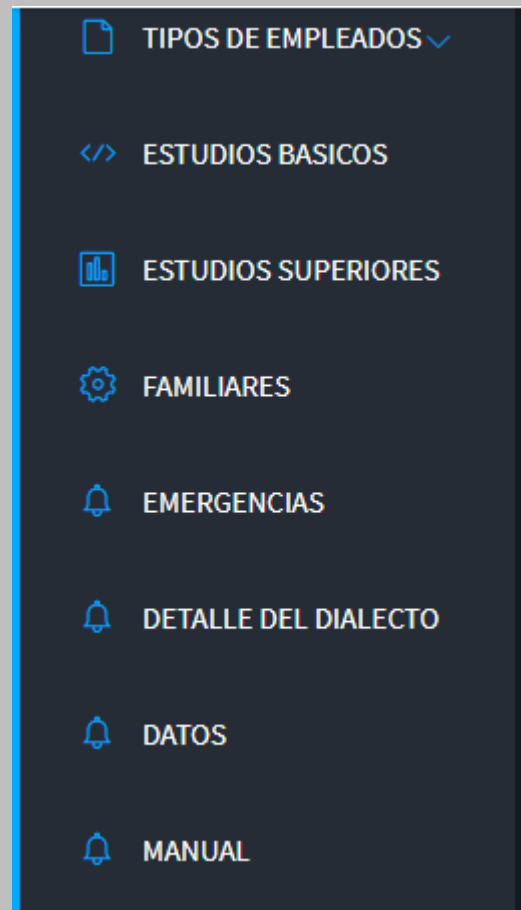 TIPOS DE EMPLEADOS
ESTUDIOS BASICOS
ESTUDIOS SUPERIORES
FAMILIARES
EMERGENCIAS
DETALLE DEL DIALECTO
DATOS
MANUAL